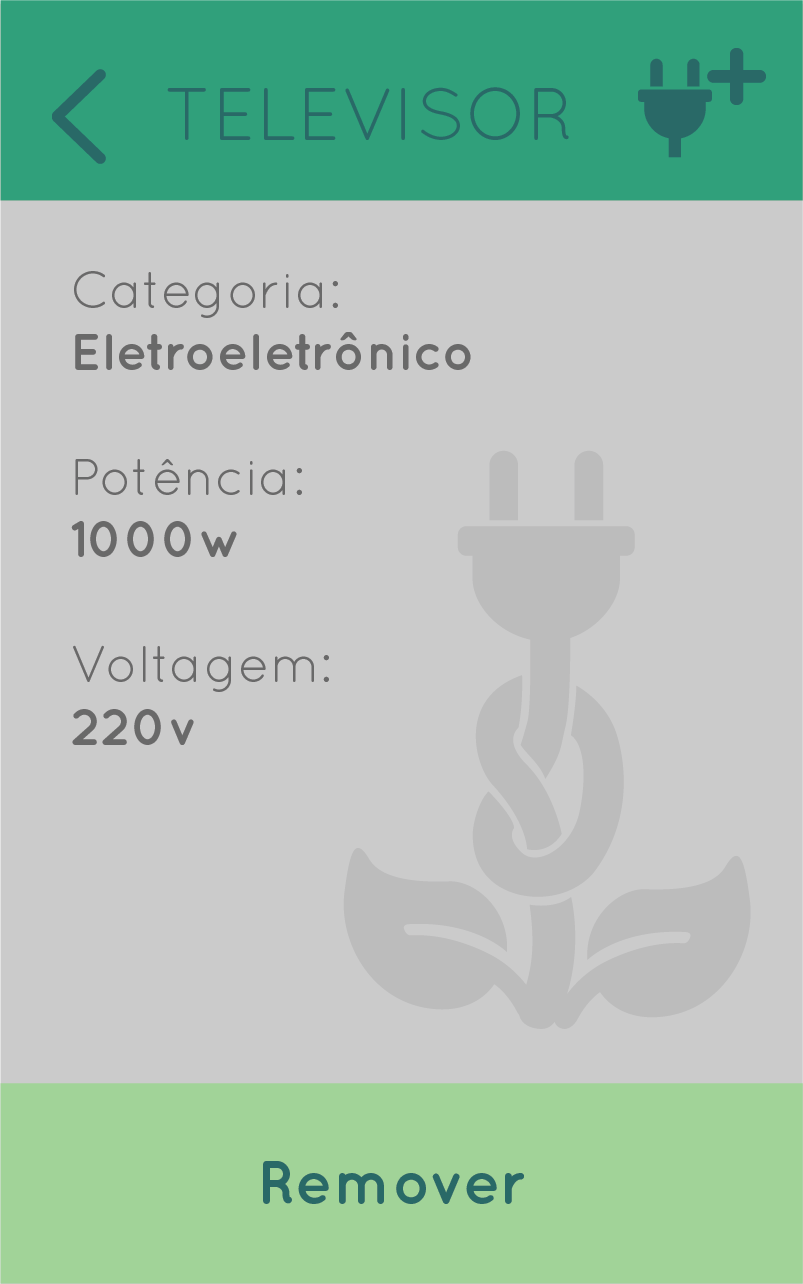 TELEVISOR
Categoria:
Eletroeletrônico
Potência:
1000w
Voltagem:
220v
Remover